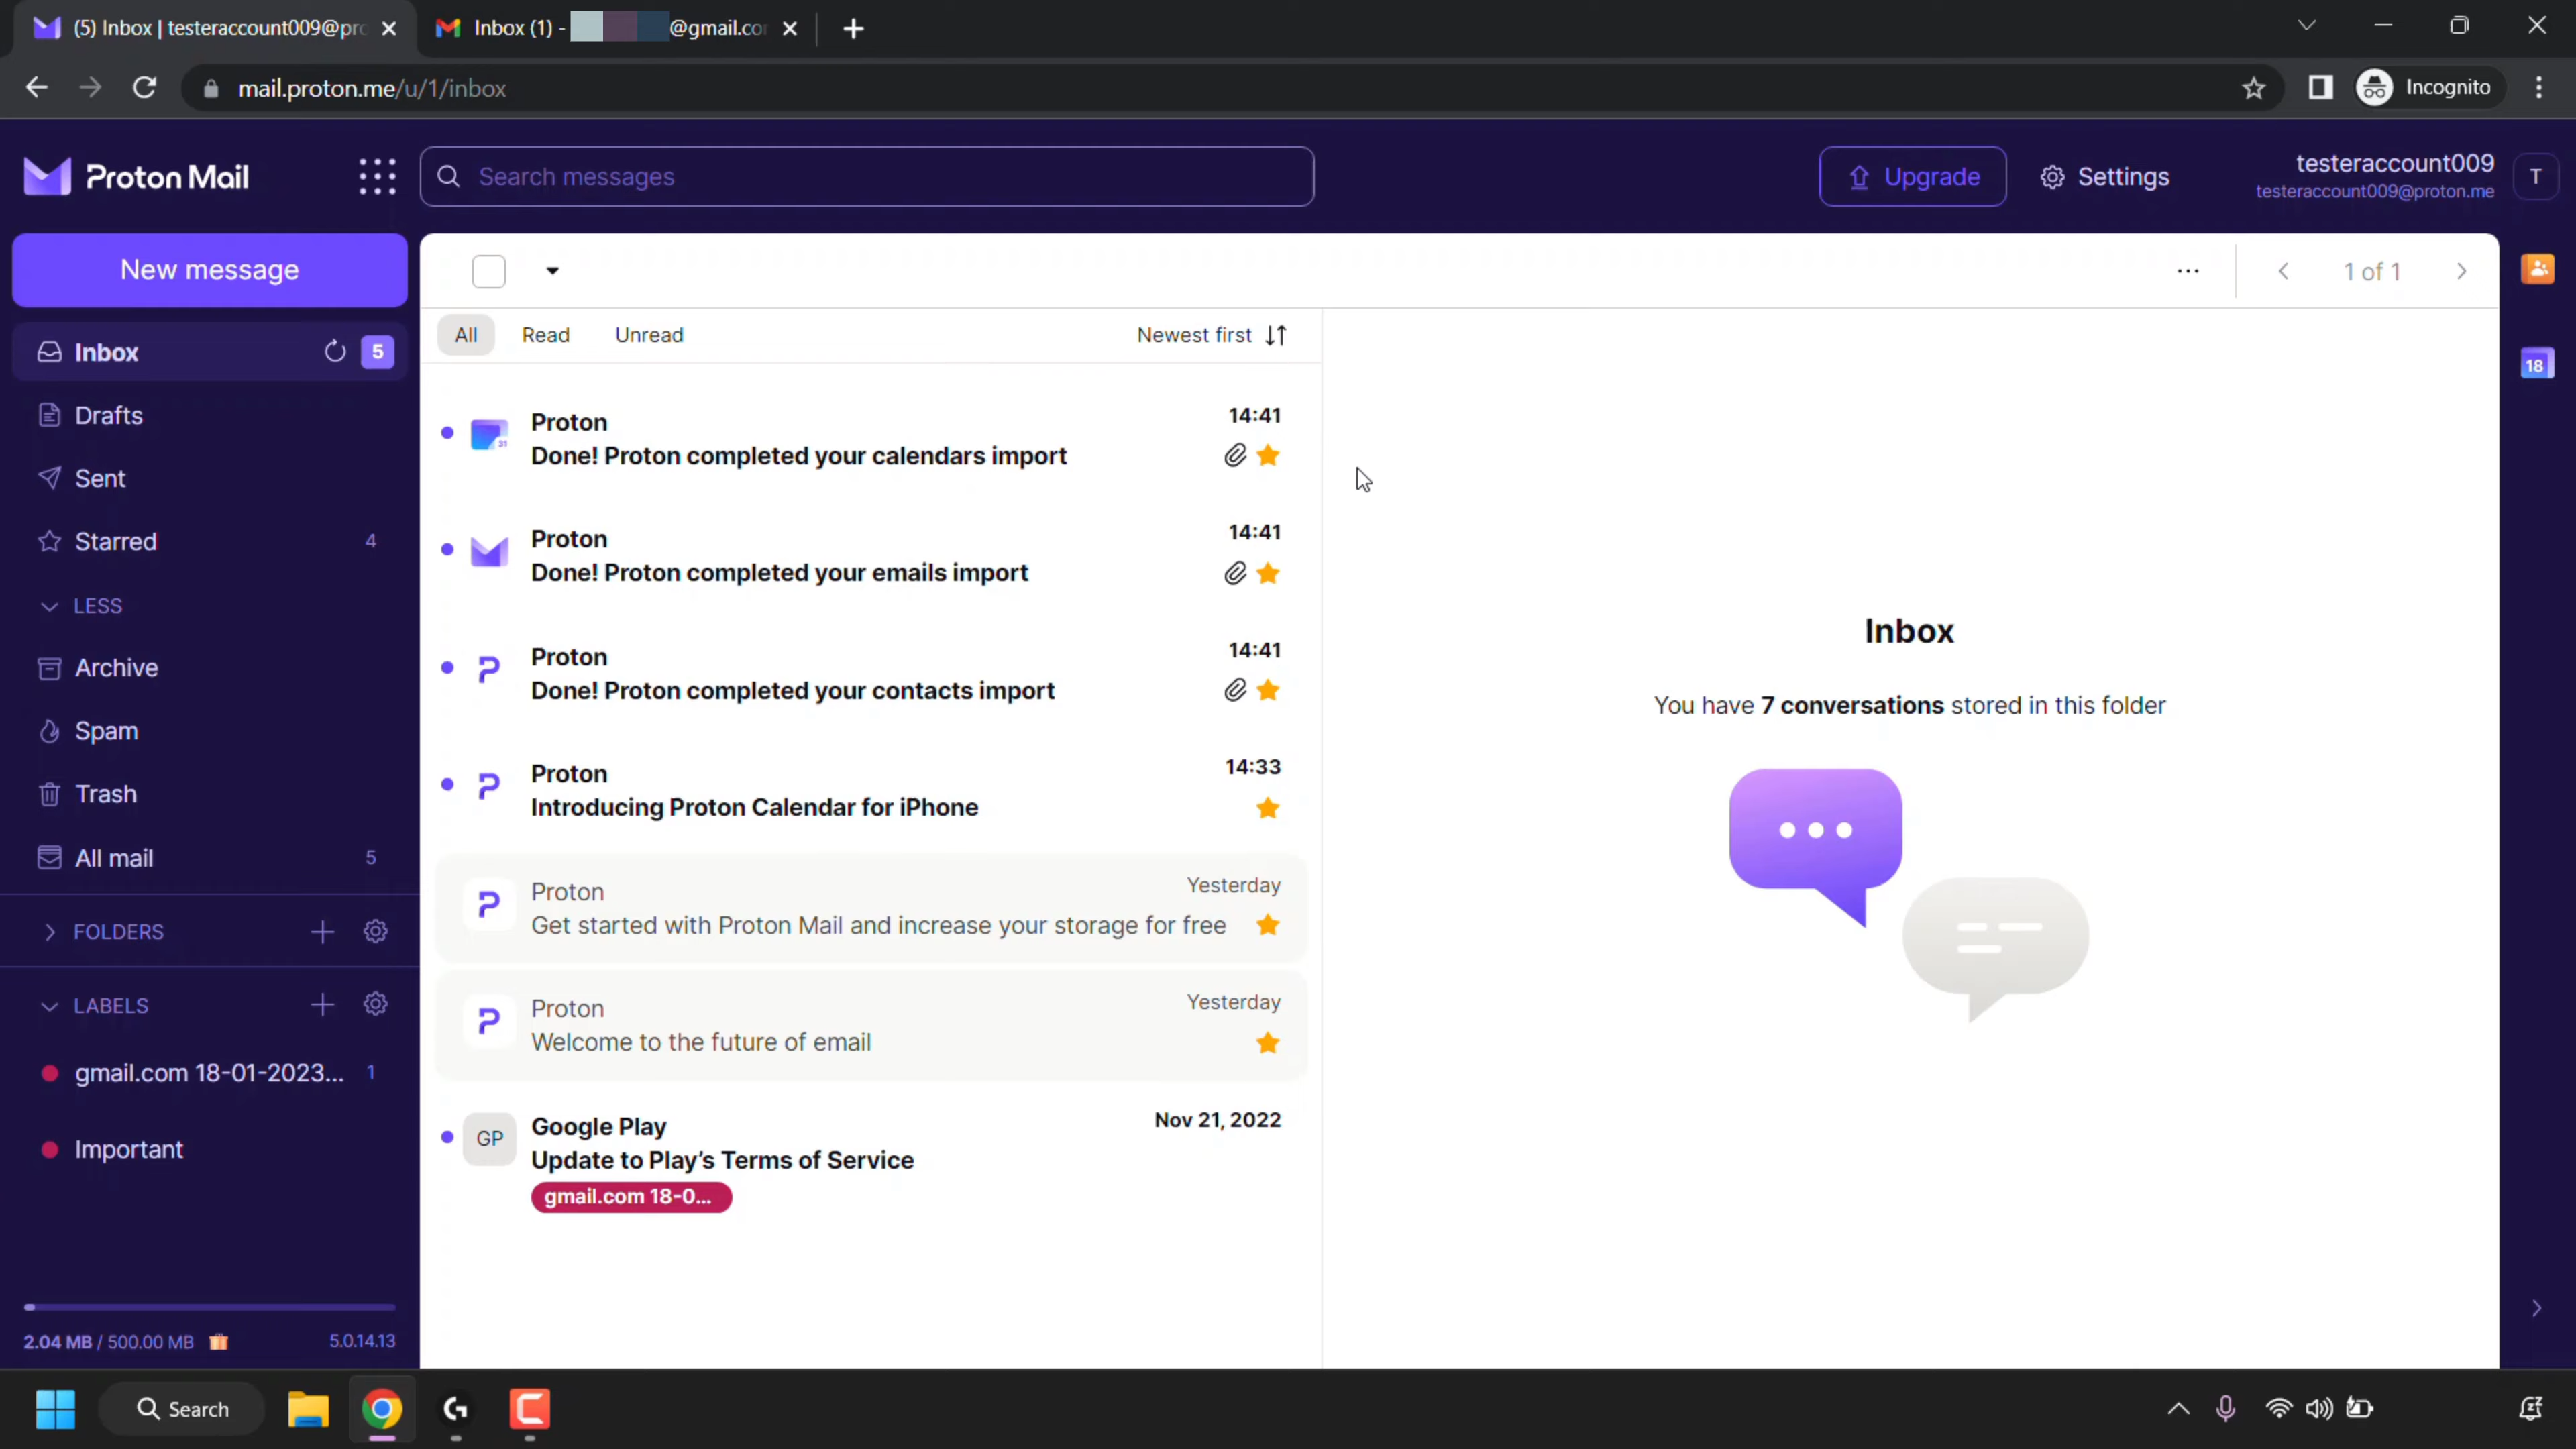 (5) Inbox | testeraccount009@pro
Inbox (1) - @gmail.co
mail.proton.me/u/1/inbox
Incognito
Proton Mail
Search messages
Upgrade
Settings
testeraccount009
testeraccount009@proton.me
T
New message
1 of 1
Inbox
5
Drafts
Sent
Starred
4
LESS
Archive
Spam
Trash
All mail
5
FOLDERS
LABELS
gmail.com 18-01-2023...
1
Important
2.04 MB / 500.00 MB
5.0.14.13
All
Read
Unread
Newest first
Proton
14:41
31
Done! Proton completed your calendars import
Proton
14:41
Done! Proton completed your emails import
Proton
14:41
Done! Proton completed your contacts import
Proton
14:33
Introducing Proton Calendar for iPhone
Proton
Yesterday
Get started with Proton Mail and increase your storage for free
Proton
Yesterday
Welcome to the future of email
GP
Google Play
Nov 21, 2022
Update to Play's Terms of Service
gmail.com 18-0...
Inbox
You have 7 conversations stored in this folder
18
Search